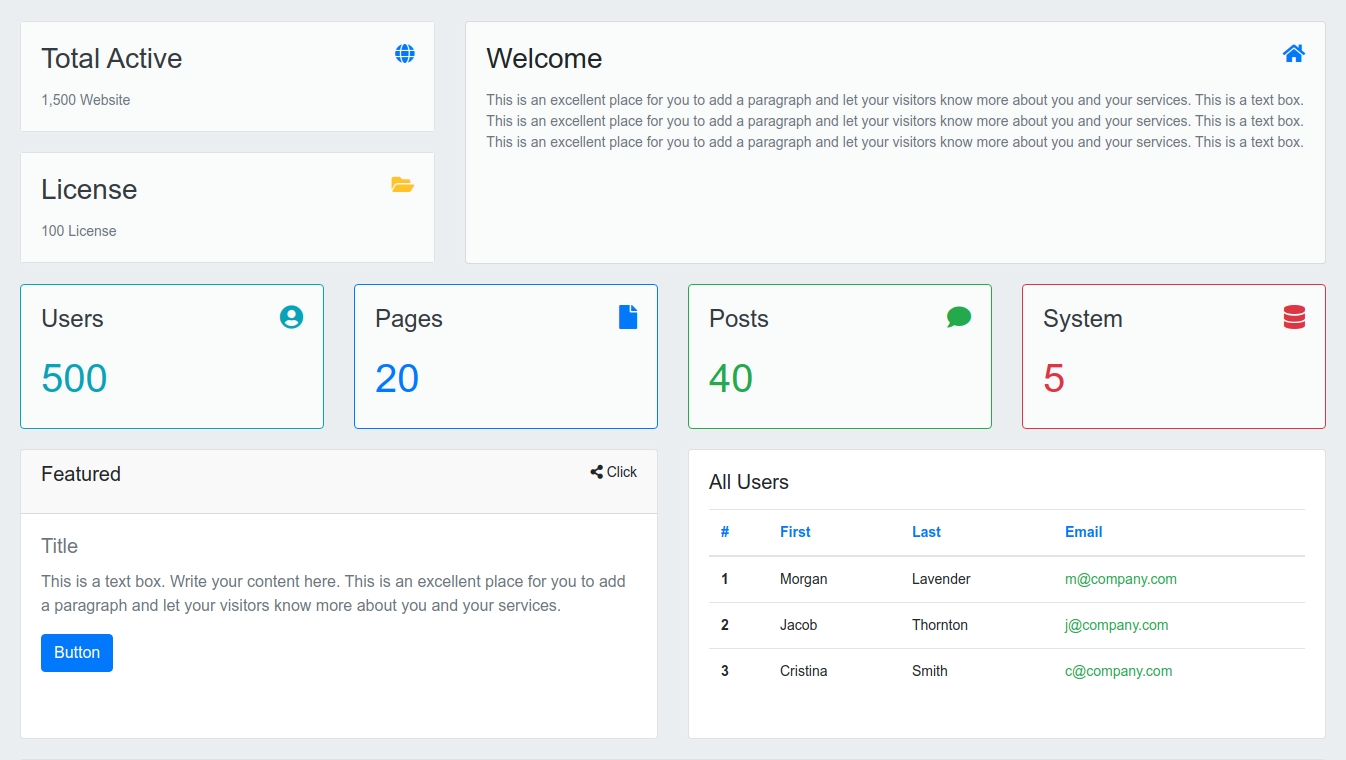 Total Active
1,500 Website
Welcome
This is an excellent place for you to add a paragraph and let your visitors know more about you and your services. This is a text box.
This is an excellent place for you to add a paragraph and let your visitors know more about you and your services. This is a text box.
This is an excellent place for you to add a paragraph and let your visitors know more about you and your services. This is a text box.
License
100 License
Users
500
Pages
20
Posts
40
System
5
Featured
Click
Title
This is a text box. Write your content here. This is an excellent place for you to add
a paragraph and let your visitors know more about you and your services.
Button
All Users
# First Last Email
1 Morgan Lavender m@company.com
2 Jacob Thornton j@company.com
3 Cristina Smith c@company.com